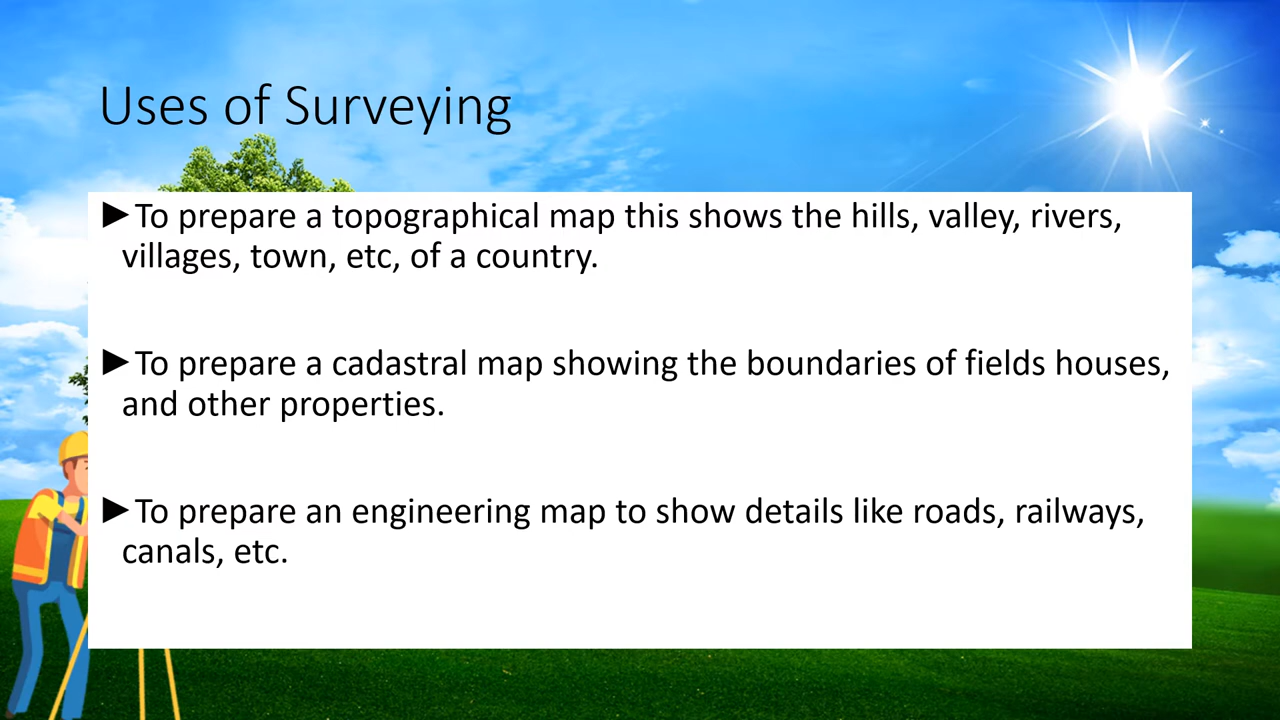 Uses of Surveying
►To prepare a topographical map this shows the hills, valley, rivers,
villages, town, etc, of a country.
►To prepare a cadastral map showing the boundaries of fields houses,
and other properties.
►To prepare an engineering map to show details like roads, railways,
canals, etc.